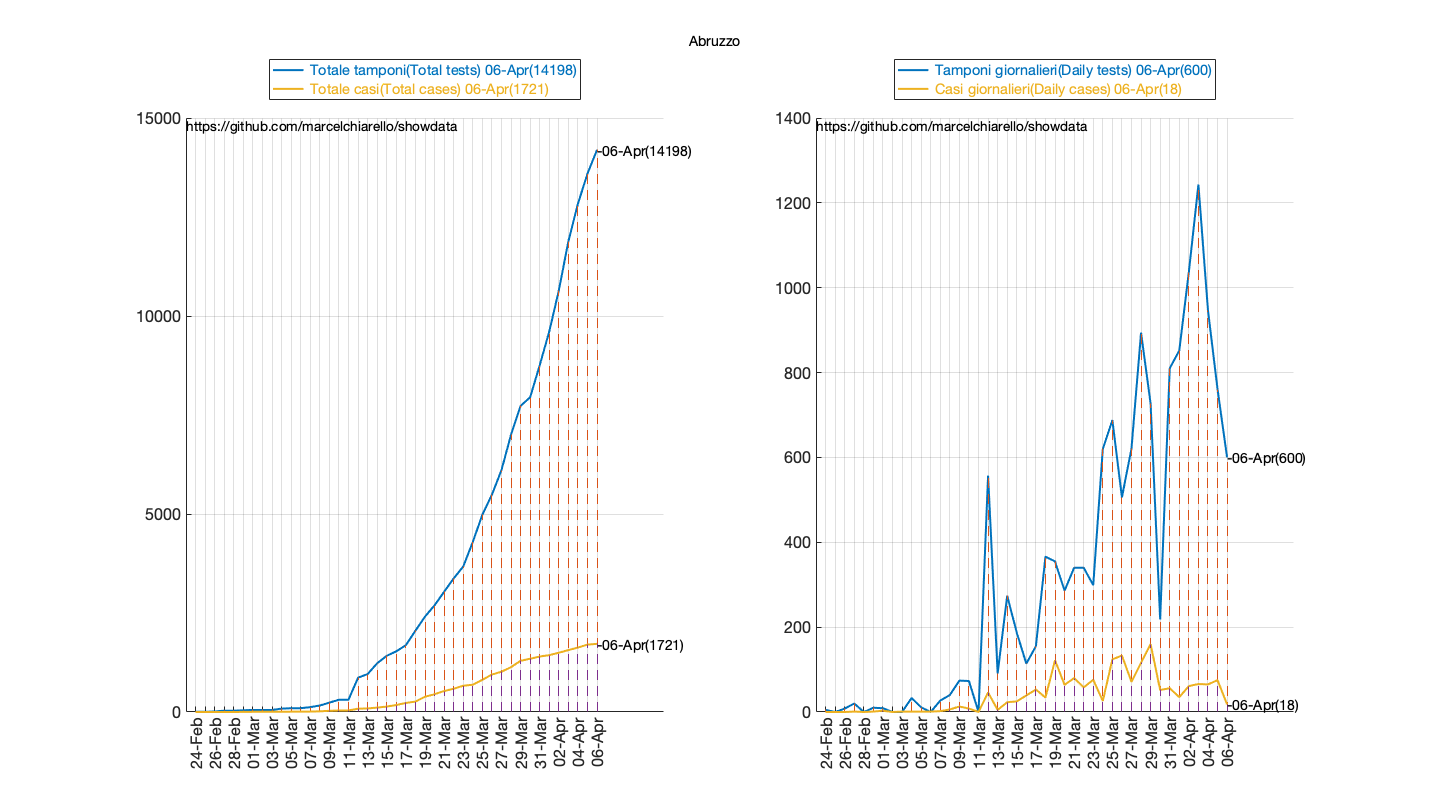 Abruzzo
Totale tamponi(Total tests) 06-Apr(14198)
Totale casi(Total cases) 06-Apr(1721)
15000
https://github.com/marcelchiarello/showdata
06-Apr(14198)
10000
5000
06-Apr(1721)
0
24-Feb
26-Feb
28-Feb
01-Mar
03-Mar
05-Mar
07-Mar
09-Mar
11-Mar
13-Mar
15-Mar
17-Mar
19-Mar
21-Mar
23-Mar
25-Mar
27-Mar
29-Mar
31-Mar
02-Apr
04-Apr
06-Apr
Tamponi giornalieri(Daily tests) 06-Apr(600)
Casi giornalieri(Daily cases) 06-Apr(18)
1400
https://github.com/marcelchiarello/showdata
1200
1000
800
600
06-Apr(600)
400
200
06-Apr(18)
0
24-Feb
26-Feb
28-Feb
01-Mar
03-Mar
05-Mar
07-Mar
09-Mar
11-Mar
13-Mar
15-Mar
17-Mar
19-Mar
21-Mar
23-Mar
25-Mar
27-Mar
29-Mar
31-Mar
02-Apr
04-Apr
06-Apr